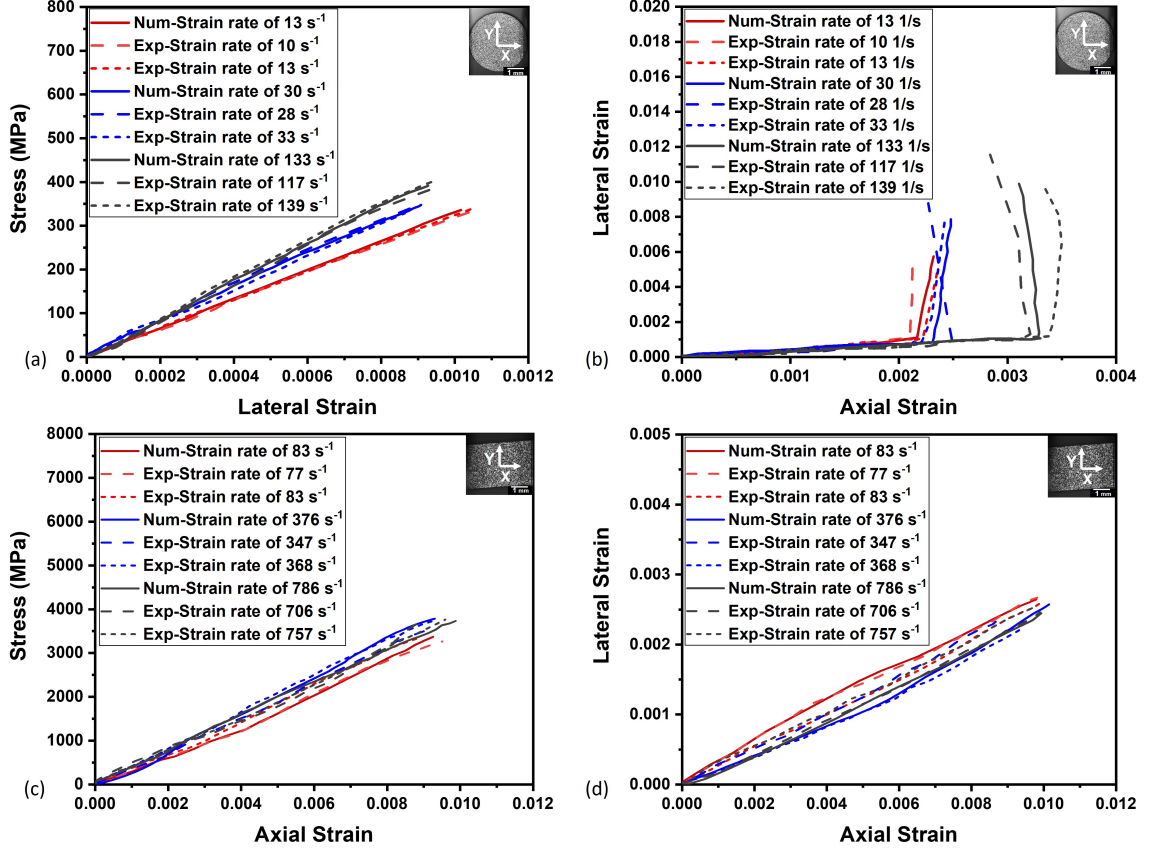 800
700
600
500
400
300
200
100
0
Stress (MPa)
Num-Strain rate of 13 s⁻¹
Exp-Strain rate of 10 s⁻¹
Exp-Strain rate of 13 s⁻¹
Num-Strain rate of 30 s⁻¹
Exp-Strain rate of 28 s⁻¹
Exp-Strain rate of 33 s⁻¹
Num-Strain rate of 133 s⁻¹
Exp-Strain rate of 117 s⁻¹
Exp-Strain rate of 139 s⁻¹
Y
X
1 mm
(a)
0.0000 0.0002 0.0004 0.0006 0.0008 0.0010 0.0012
Lateral Strain
0.020
0.018
0.016
0.014
0.012
0.010
0.008
0.006
0.004
0.002
0.000
Lateral Strain
Num-Strain rate of 13 1/s
Exp-Strain rate of 10 1/s
Exp-Strain rate of 13 1/s
Num-Strain rate of 30 1/s
Exp-Strain rate of 28 1/s
Exp-Strain rate of 33 1/s
Num-Strain rate of 133 1/s
Exp-Strain rate of 117 1/s
Exp-Strain rate of 139 1/s
Y
X
1 mm
(b)
0.000 0.001 0.002 0.003 0.004
Axial Strain
8000
7000
6000
5000
4000
3000
2000
1000
0
Stress (MPa)
Num-Strain rate of 83 s⁻¹
Exp-Strain rate of 77 s⁻¹
Exp-Strain rate of 83 s⁻¹
Num-Strain rate of 376 s⁻¹
Exp-Strain rate of 347 s⁻¹
Exp-Strain rate of 368 s⁻¹
Num-Strain rate of 786 s⁻¹
Exp-Strain rate of 706 s⁻¹
Exp-Strain rate of 757 s⁻¹
Y
X
1 mm
(c)
0.000 0.002 0.004 0.006 0.008 0.010 0.012
Axial Strain
0.005
0.004
0.003
0.002
0.001
0.000
Lateral Strain
Num-Strain rate of 83 s⁻¹
Exp-Strain rate of 77 s⁻¹
Exp-Strain rate of 83 s⁻¹
Num-Strain rate of 376 s⁻¹
Exp-Strain rate of 347 s⁻¹
Exp-Strain rate of 368 s⁻¹
Num-Strain rate of 786 s⁻¹
Exp-Strain rate of 706 s⁻¹
Exp-Strain rate of 757 s⁻¹
Y
X
1 mm
(d)
0.000 0.002 0.004 0.006 0.008 0.010 0.012
Axial Strain